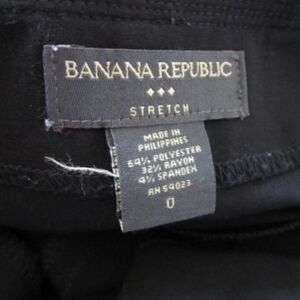 BANANA REPUBLIC
STRETCH
MADE IN
PHILIPPINES
64% POLYESTER
32% RAYON
4% SPANDEX
RN 54023
0